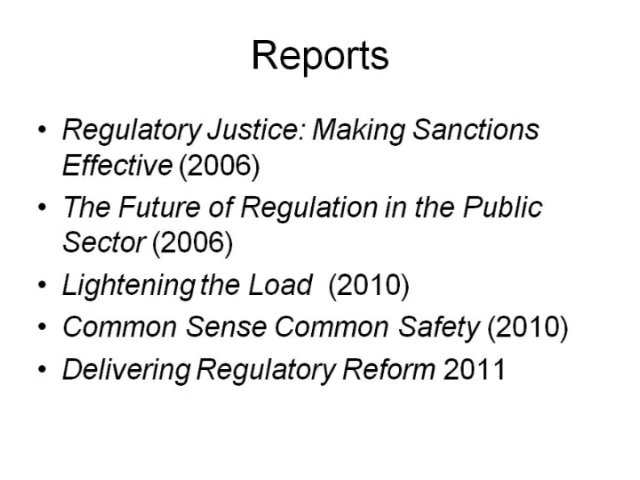 Reports
• Regulatory Justice: Making Sanctions
Effective (2006)
• The Future of Regulation in the Public
Sector (2006)
• Lightening the Load (2010)
• Common Sense Common Safety (2010)
• Delivering Regulatory Reform 2011